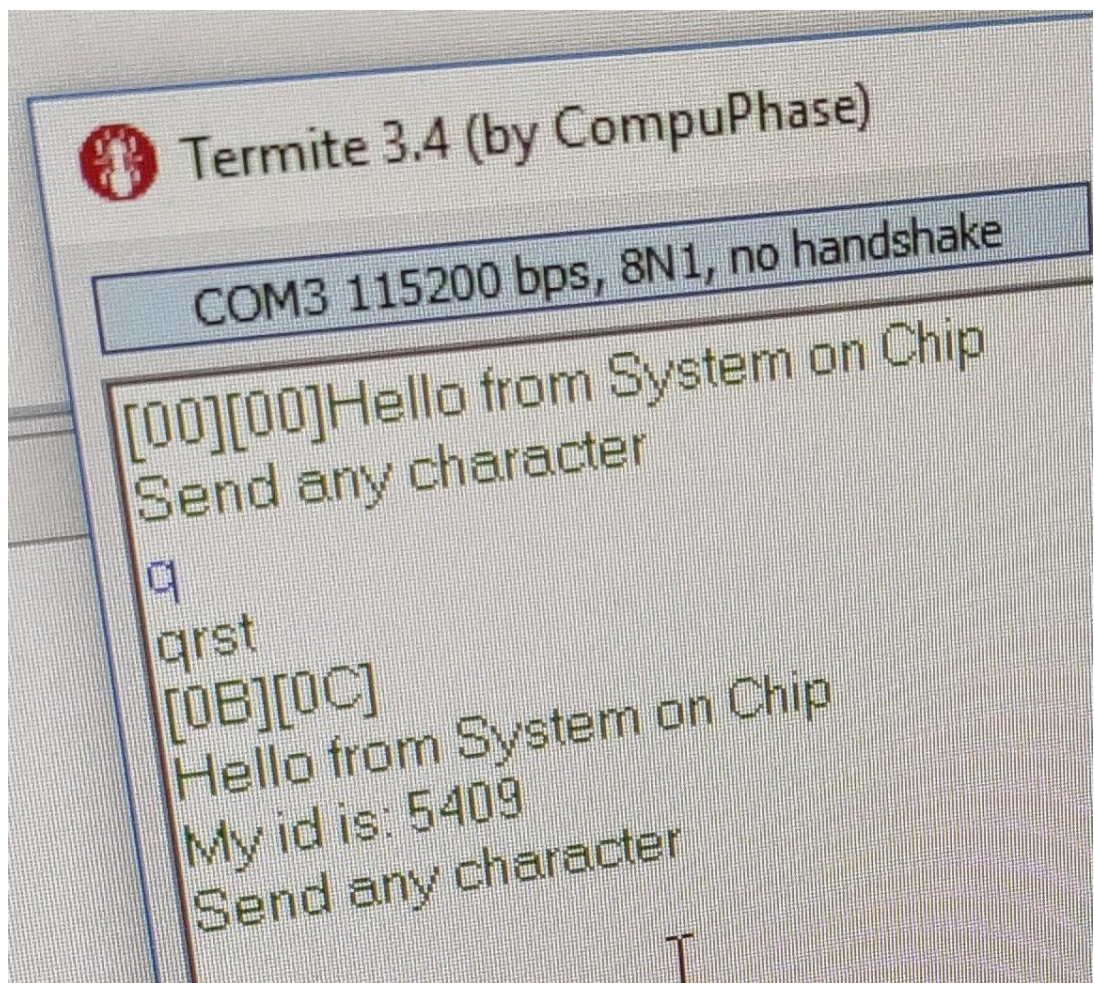 Termite 3.4 (by CompuPhase)
COM3 115200 bps, 8N1, no handshake
[00][00]Hello from System on Chip
Send any character
q
qrst
[0B][0C]
Hello from System on Chip
My id is: 5409
Send any character